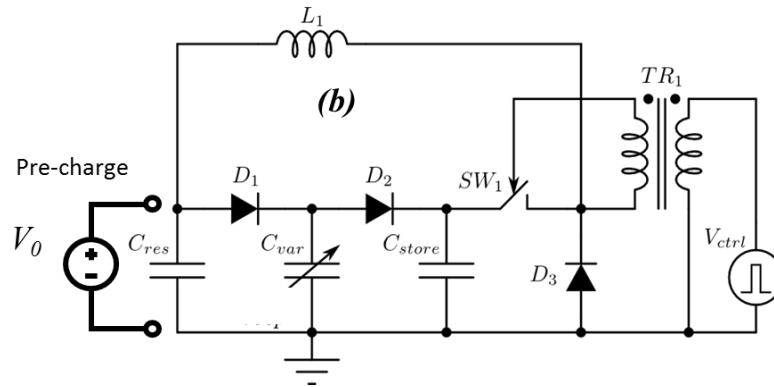 L1
TR1
(b)
Pre-charge
D1
D2
SW1
V0
+
-
Cres
Cvar
Cstore
D3
Vctrl